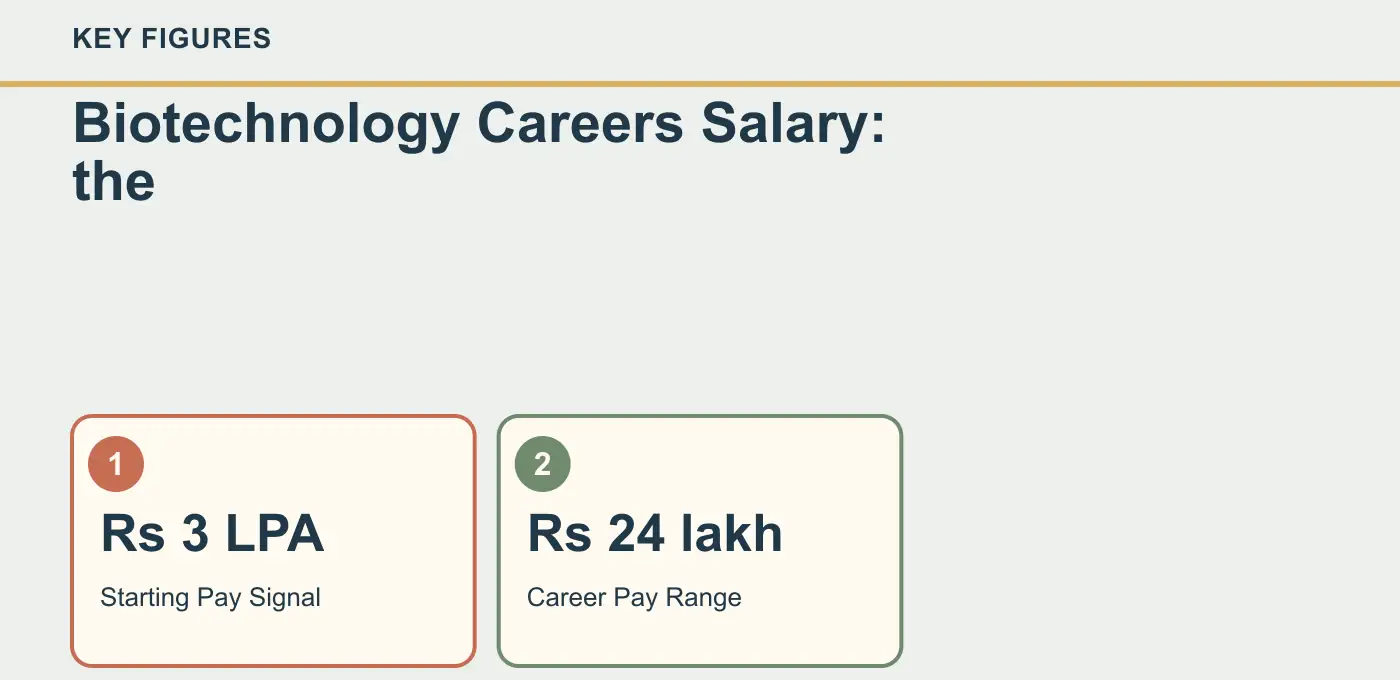 KEY FIGURES
Biotechnology Careers Salary:
the
1
Rs 3 LPA
Starting Pay Signal
2
Rs 24 lakh
Career Pay Range